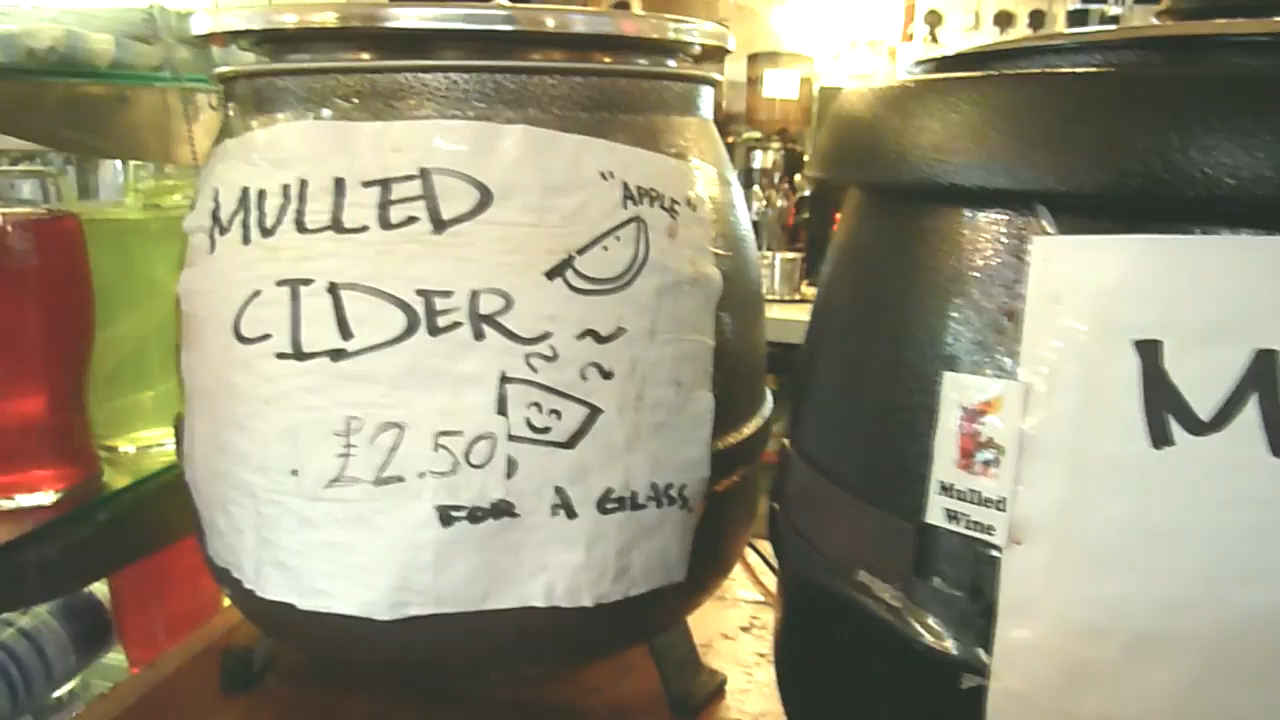 MULLED
"APPLE"
CIDER
. £2.50,
FOR A GLASS.
M
Mulled
Wine